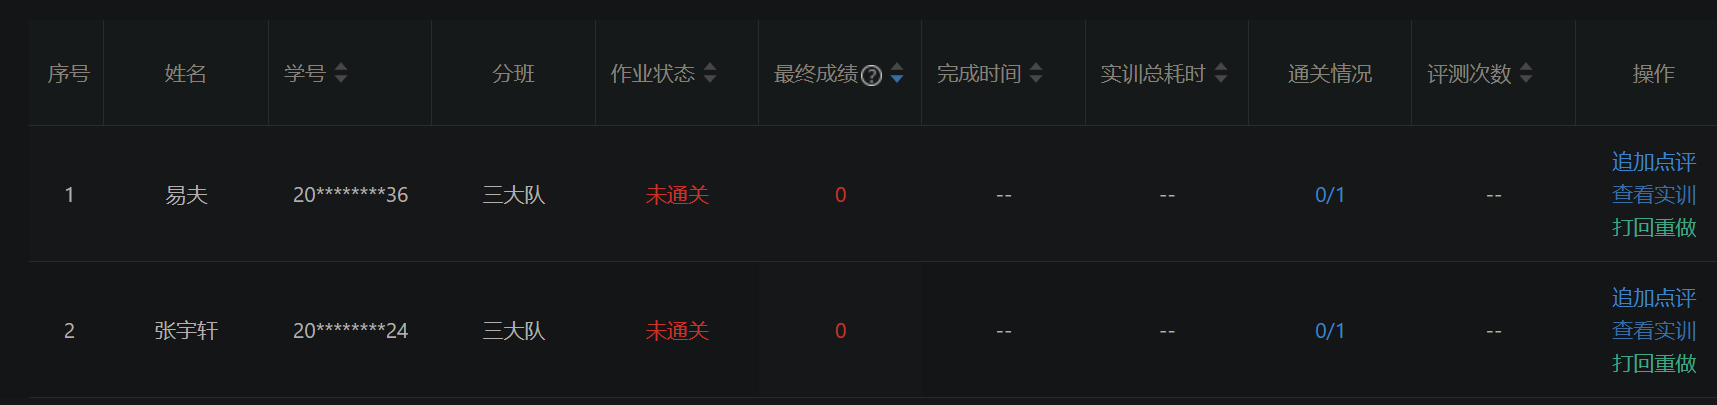 序号 姓名 学号 分班 作业状态 最终成绩? 完成时间 实训总耗时 通关情况 评测次数 操作
1 易夫 20********36 三大队 未通关 0 -- -- 0/1 -- 追加点评
查看实训
打回重做
2 张宇轩 20********24 三大队 未通关 0 -- -- 0/1 -- 追加点评
查看实训
打回重做